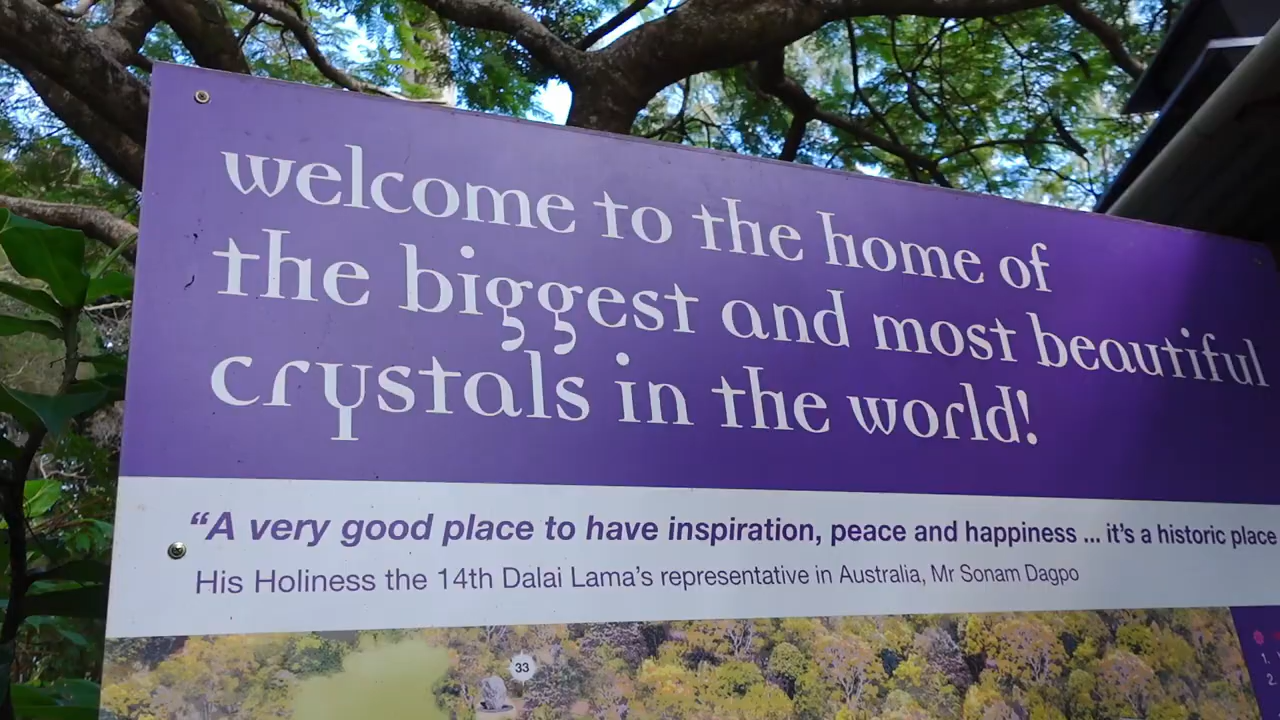 welcome to the home of
the biggest and most beautiful
crystals in the world!
“A very good place to have inspiration, peace and happiness ... it's a historic place
His Holiness the 14th Dalai Lama's representative in Australia, Mr Sonam Dagpo
33
1.
2.